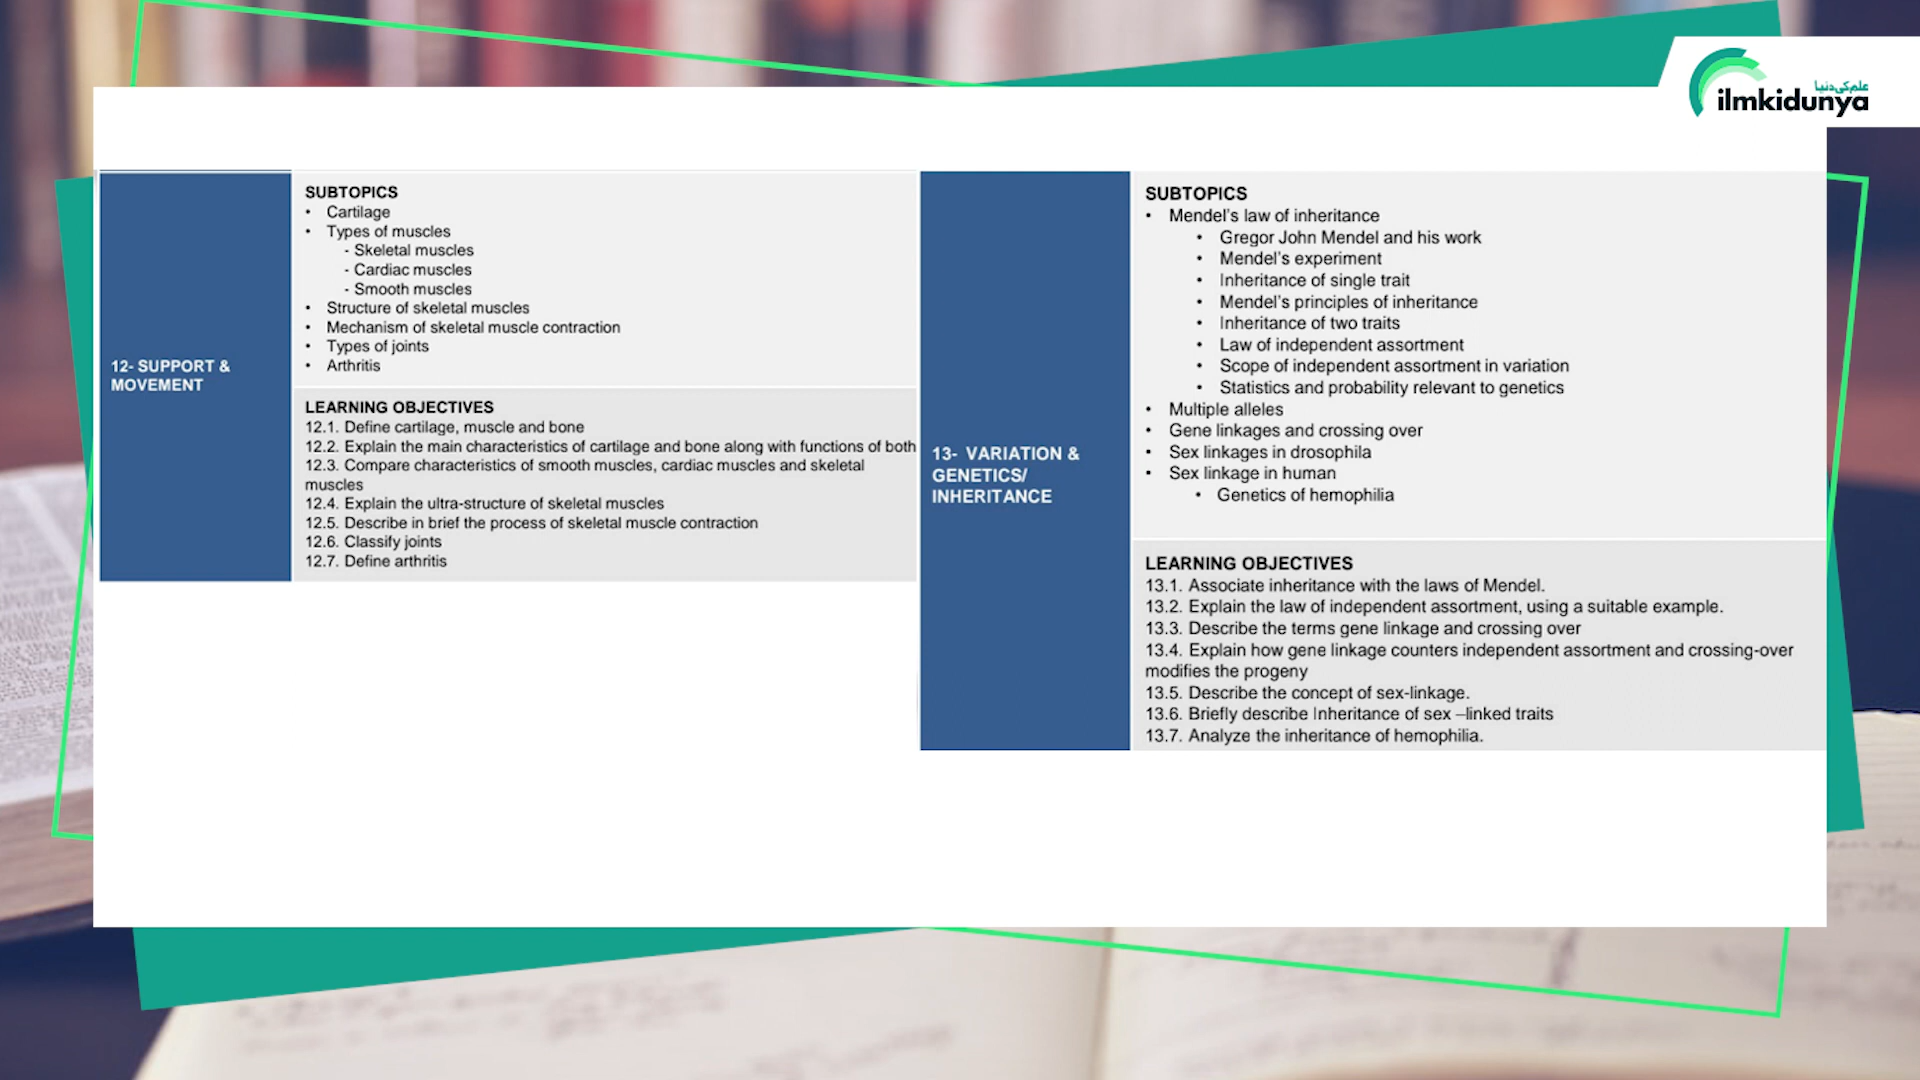 علم کی دنیا
ilmkidunya
12- SUPPORT &
MOVEMENT
SUBTOPICS
• Cartilage
• Types of muscles
- Skeletal muscles
- Cardiac muscles
- Smooth muscles
• Structure of skeletal muscles
• Mechanism of skeletal muscle contraction
• Types of joints
• Arthritis
LEARNING OBJECTIVES
12.1. Define cartilage, muscle and bone
12.2. Explain the main characteristics of cartilage and bone along with functions of both
12.3. Compare characteristics of smooth muscles, cardiac muscles and skeletal
muscles
12.4. Explain the ultra-structure of skeletal muscles
12.5. Describe in brief the process of skeletal muscle contraction
12.6. Classify joints
12.7. Define arthritis
13- VARIATION &
GENETICS/
INHERITANCE
SUBTOPICS
• Mendel's law of inheritance
• Gregor John Mendel and his work
• Mendel's experiment
• Inheritance of single trait
• Mendel's principles of inheritance
• Inheritance of two traits
• Law of independent assortment
• Scope of independent assortment in variation
• Statistics and probability relevant to genetics
• Multiple alleles
• Gene linkages and crossing over
• Sex linkages in drosophila
• Sex linkage in human
• Genetics of hemophilia
LEARNING OBJECTIVES
13.1. Associate inheritance with the laws of Mendel.
13.2. Explain the law of independent assortment, using a suitable example.
13.3. Describe the terms gene linkage and crossing over
13.4. Explain how gene linkage counters independent assortment and crossing-over
modifies the progeny
13.5. Describe the concept of sex-linkage.
13.6. Briefly describe Inheritance of sex –linked traits
13.7. Analyze the inheritance of hemophilia.